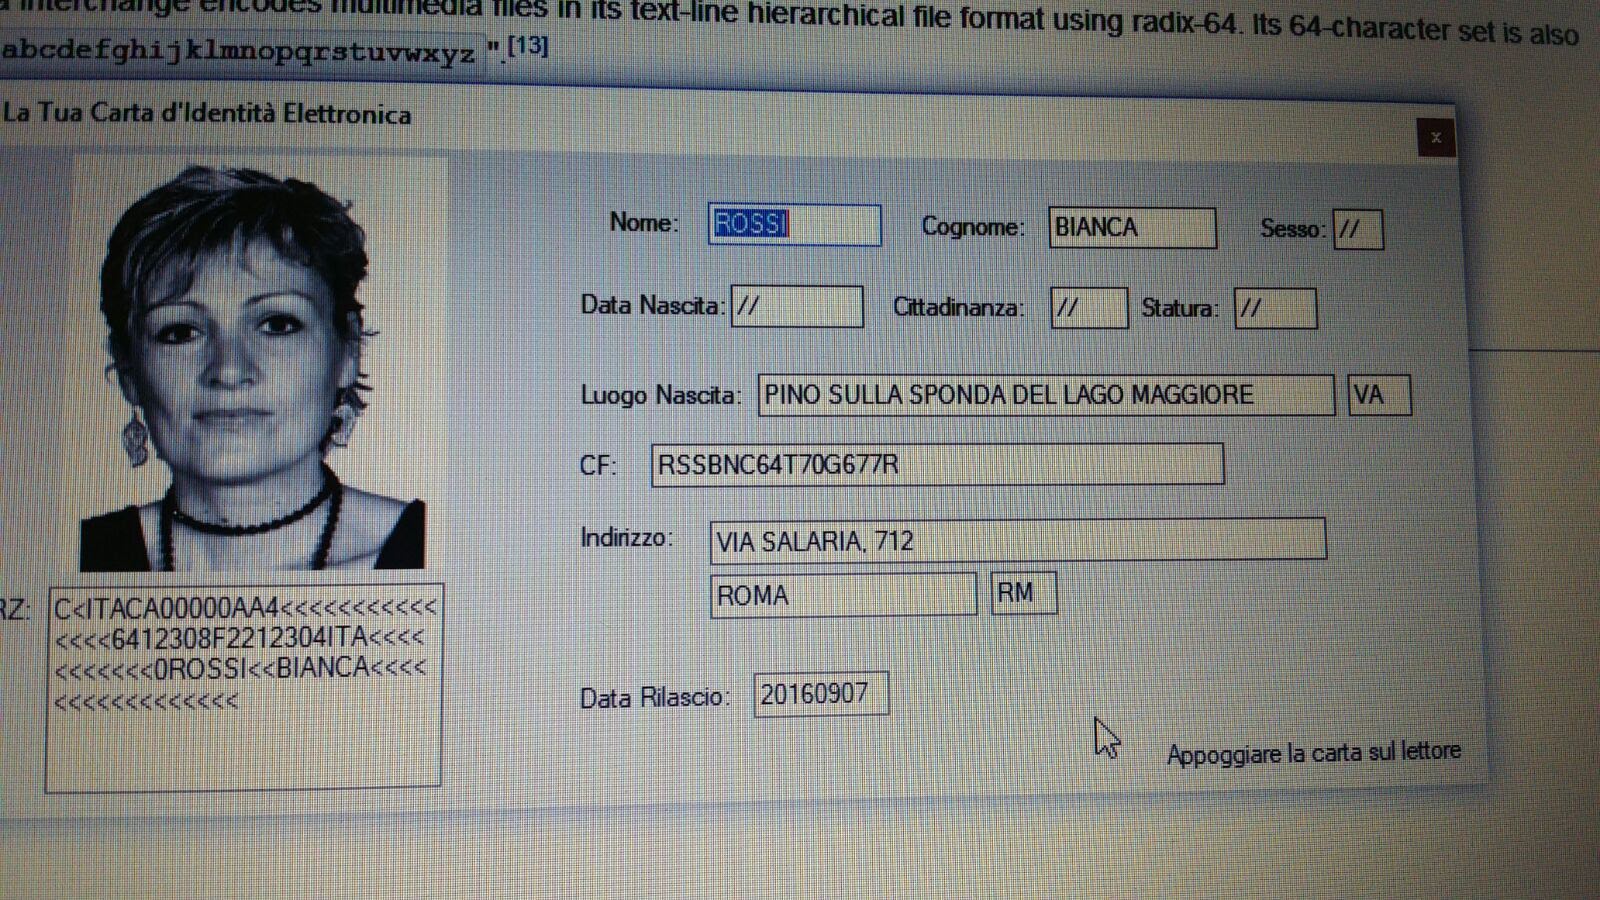 interchange encodes multimedia files in its text-line hierarchical file format using radix-64. Its 64-character set is also
abcdefghijklmnopqrstuvwxyz ".[13]
La Tua Carta d'Identità Elettronica
x
Nome: ROSSI Cognome: BIANCA Sesso: //
Data Nascita: // Cittadinanza: // Statura: //
Luogo Nascita: PINO SULLA SPONDA DEL LAGO MAGGIORE VA
CF: RSSBNC64T70G677R
Indirizzo: VIA SALARIA, 712
ROMA RM
RZ: C<ITACA00000AA4<<<<<<<<<<<
<<<<6412308F2212304ITA<<<<
<<<<<<<0ROSSI<<BIANCA<<<<
<<<<<<<<<<<<<
Data Rilascio: 20160907
Appoggiare la carta sul lettore